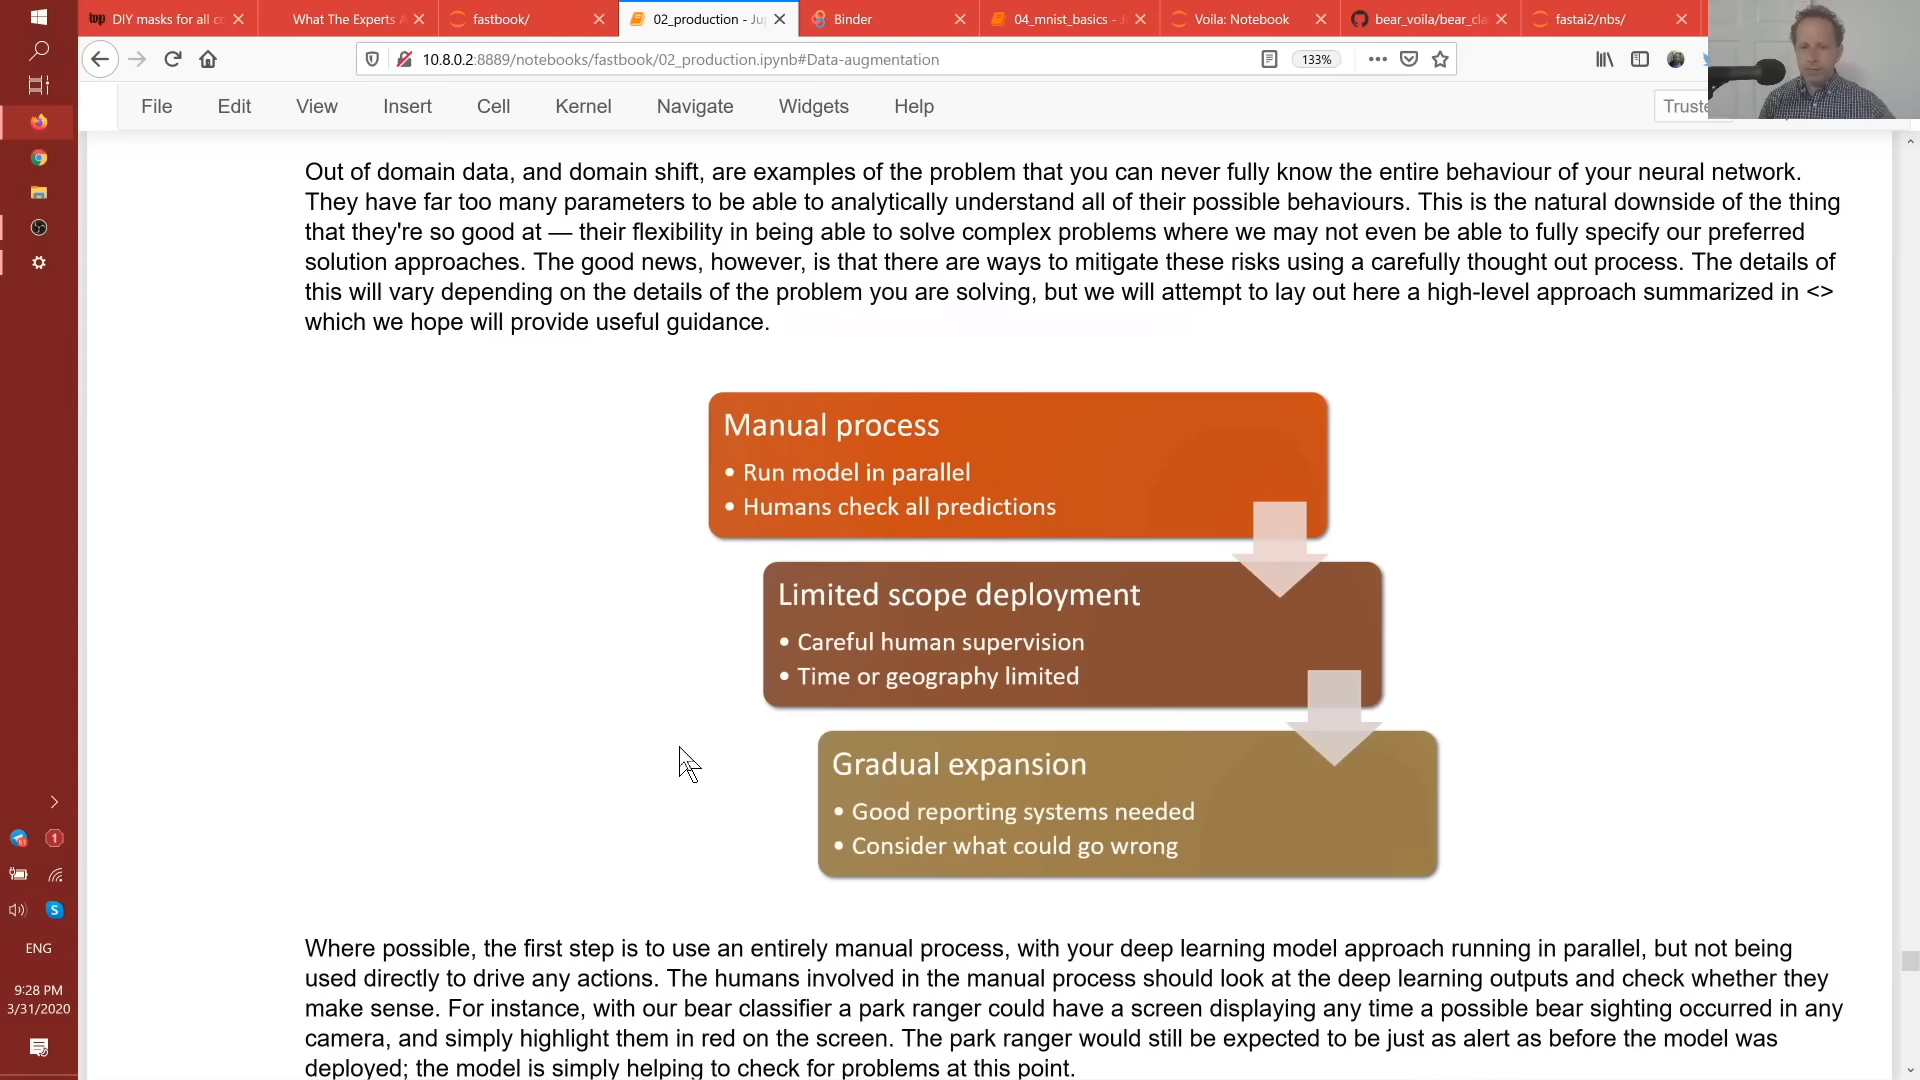 DIY masks for all co
What The Experts A
fastbook/
02_production - Ju
Binder
04_mnist_basics - J
Voila: Notebook
bear_voila/bear_cla
fastai2/nbs/
10.8.0.2:8889/notebooks/fastbook/02_production.ipynb#Data-augmentation
133%
File Edit View Insert Cell Kernel Navigate Widgets Help
Truste
Out of domain data, and domain shift, are examples of the problem that you can never fully know the entire behaviour of your neural network.
They have far too many parameters to be able to analytically understand all of their possible behaviours. This is the natural downside of the thing
that they're so good at — their flexibility in being able to solve complex problems where we may not even be able to fully specify our preferred
solution approaches. The good news, however, is that there are ways to mitigate these risks using a carefully thought out process. The details of
this will vary depending on the details of the problem you are solving, but we will attempt to lay out here a high-level approach summarized in <>
which we hope will provide useful guidance.
Manual process
• Run model in parallel
• Humans check all predictions
Limited scope deployment
• Careful human supervision
• Time or geography limited
Gradual expansion
• Good reporting systems needed
• Consider what could go wrong
Where possible, the first step is to use an entirely manual process, with your deep learning model approach running in parallel, but not being
used directly to drive any actions. The humans involved in the manual process should look at the deep learning outputs and check whether they
make sense. For instance, with our bear classifier a park ranger could have a screen displaying any time a possible bear sighting occurred in any
camera, and simply highlight them in red on the screen. The park ranger would still be expected to be just as alert as before the model was
deployed; the model is simply helping to check for problems at this point.
1
S
ENG
9:28 PM
3/31/2020